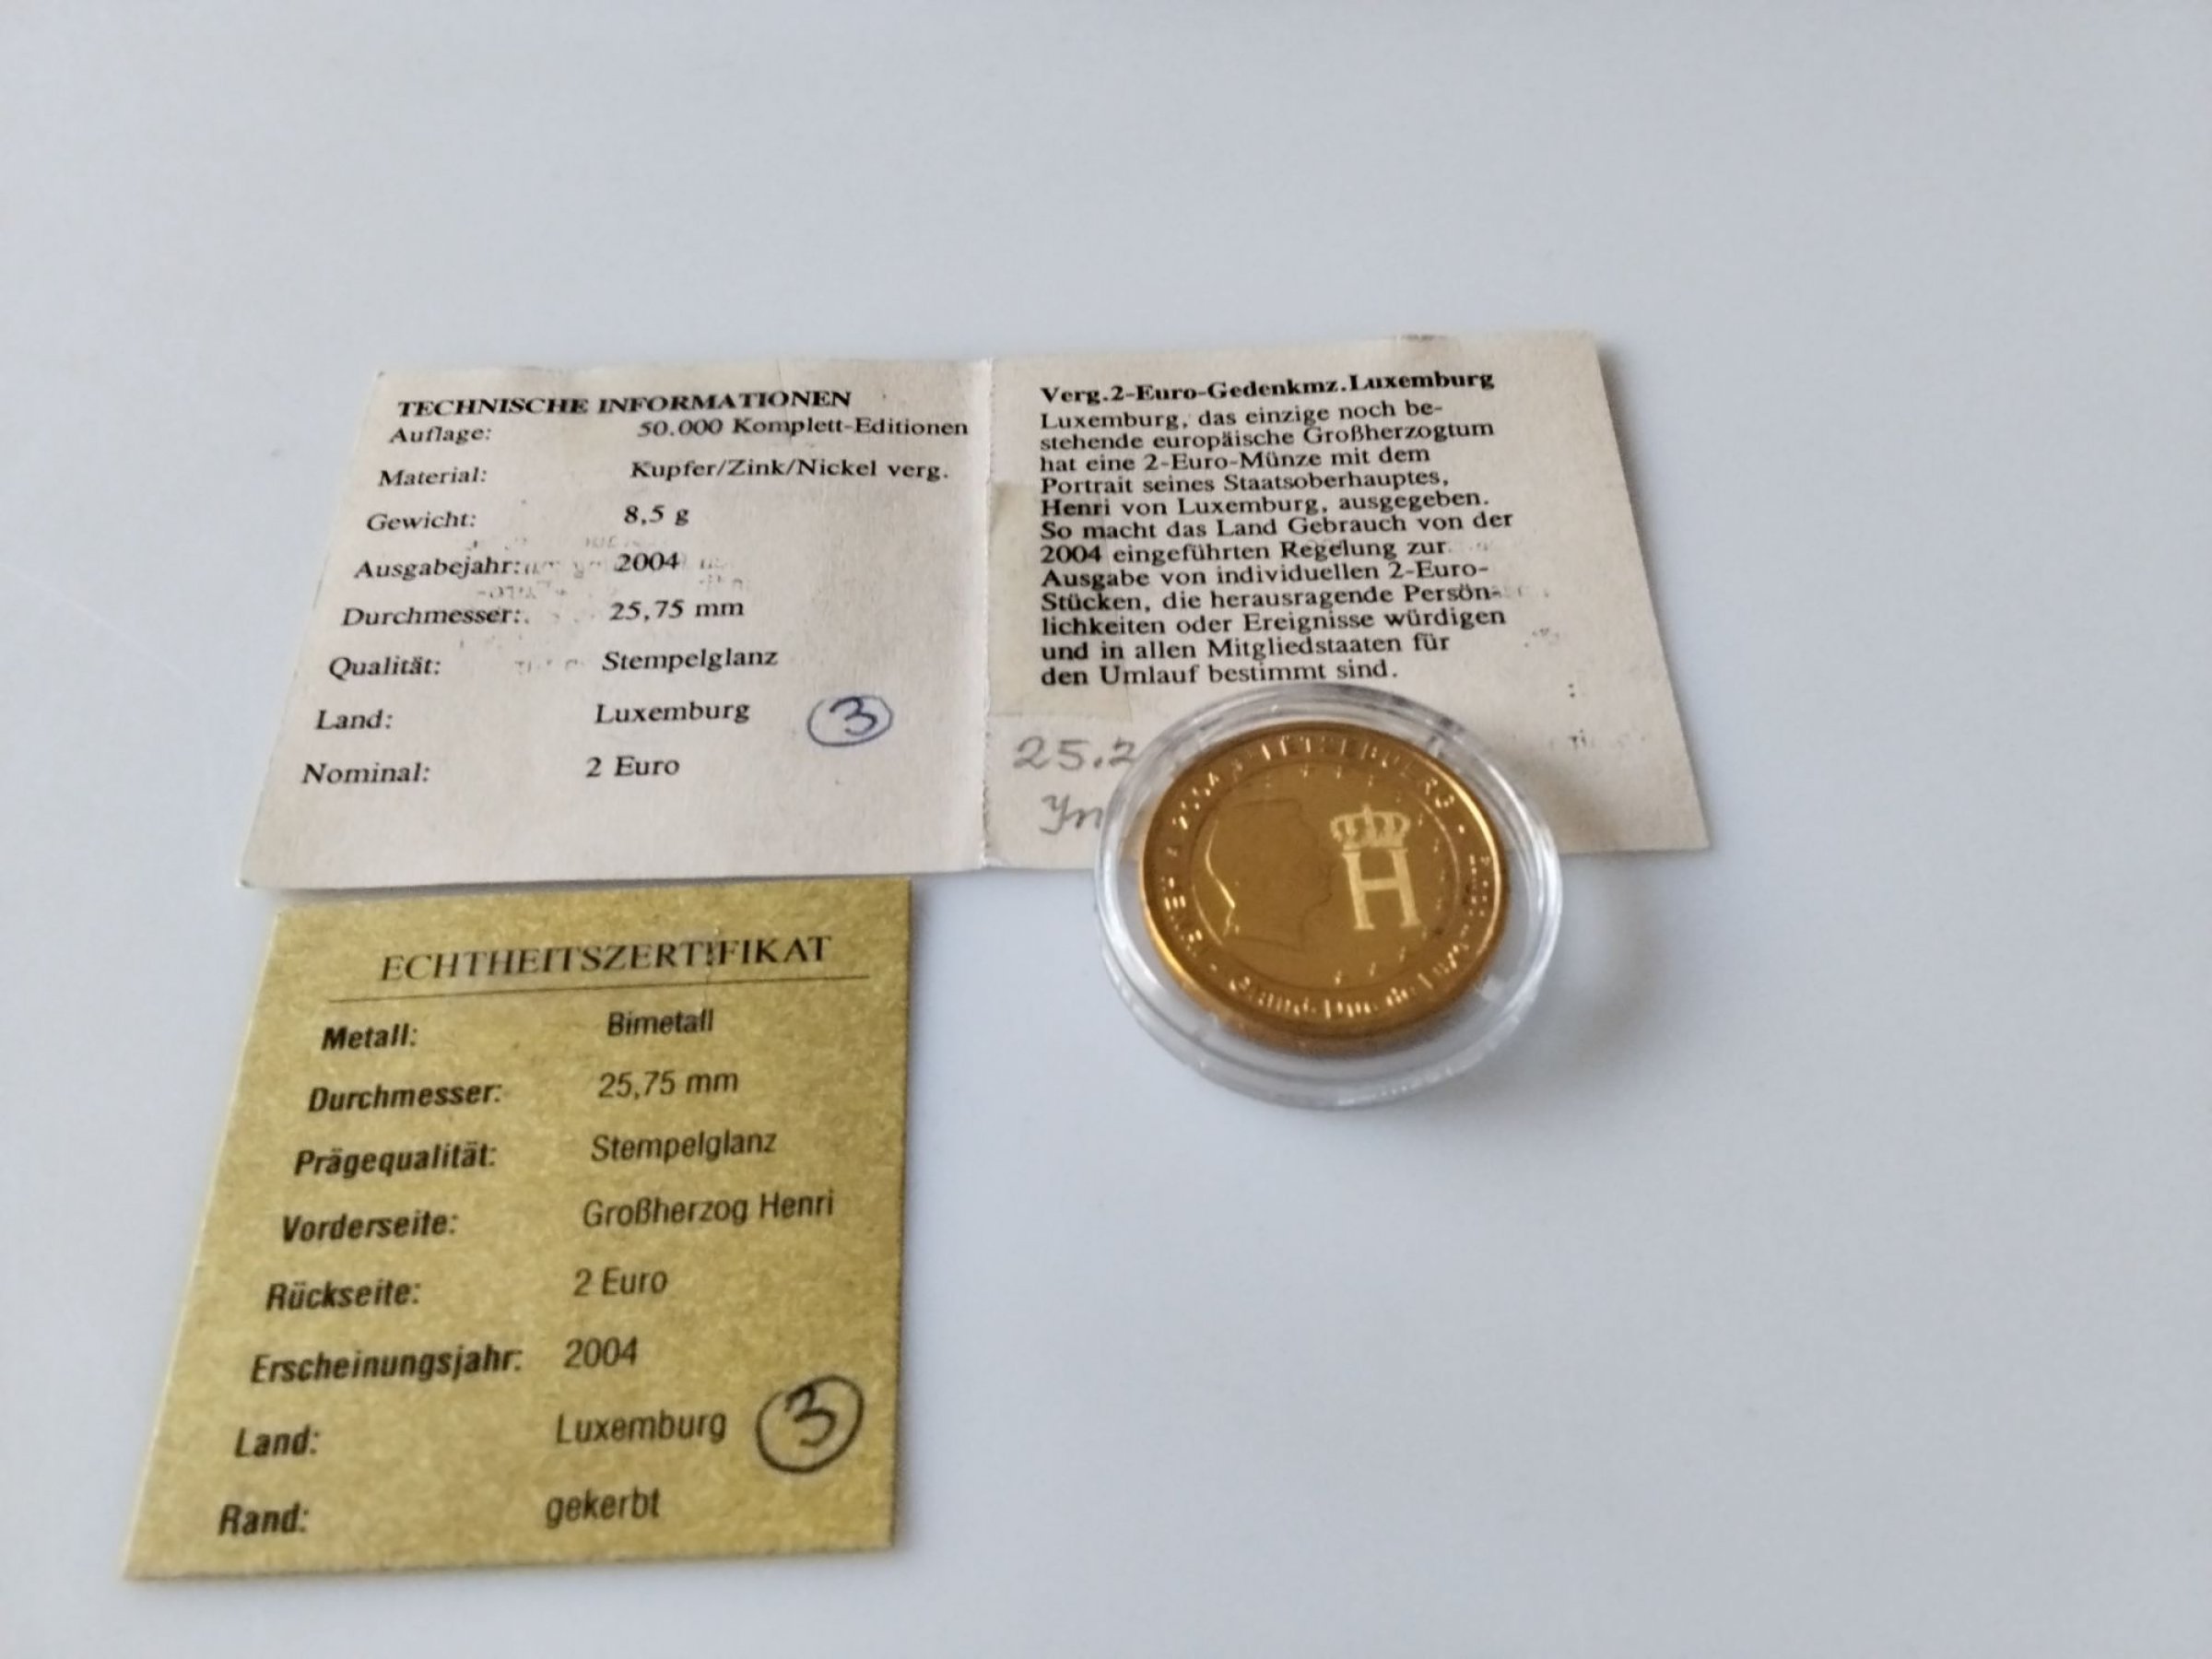 TECHNISCHE INFORMATIONEN
Auflage: 50.000 Komplett-Editionen
Material: Kupfer/Zink/Nickel verg.
Gewicht: 8,5 g
Ausgabejahr: 2004
Durchmesser: 25,75 mm
Qualität: Stempelglanz
Land: Luxemburg
3
Nominal: 2 Euro
Verg.2-Euro-Gedenkmz.Luxemburg
Luxemburg, das einzige noch be-
stehende europäische Großherzogtum
hat eine 2-Euro-Münze mit dem
Portrait seines Staatsoberhauptes,
Henri von Luxemburg, ausgegeben.
So macht das Land Gebrauch von der
2004 eingeführten Regelung zur
Ausgabe von individuellen 2-Euro-
Stücken, die herausragende Persön-
lichkeiten oder Ereignisse würdigen
und in allen Mitgliedstaaten für
den Umlauf bestimmt sind.
25.2
H
ECHTHEITSZERTIFIKAT
Metall: Bimetall
Durchmesser: 25,75 mm
Prägequalität: Stempelglanz
Vorderseite: Großherzog Henri
Rückseite: 2 Euro
Erscheinungsjahr: 2004
Land: Luxemburg
3
Rand: gekerbt